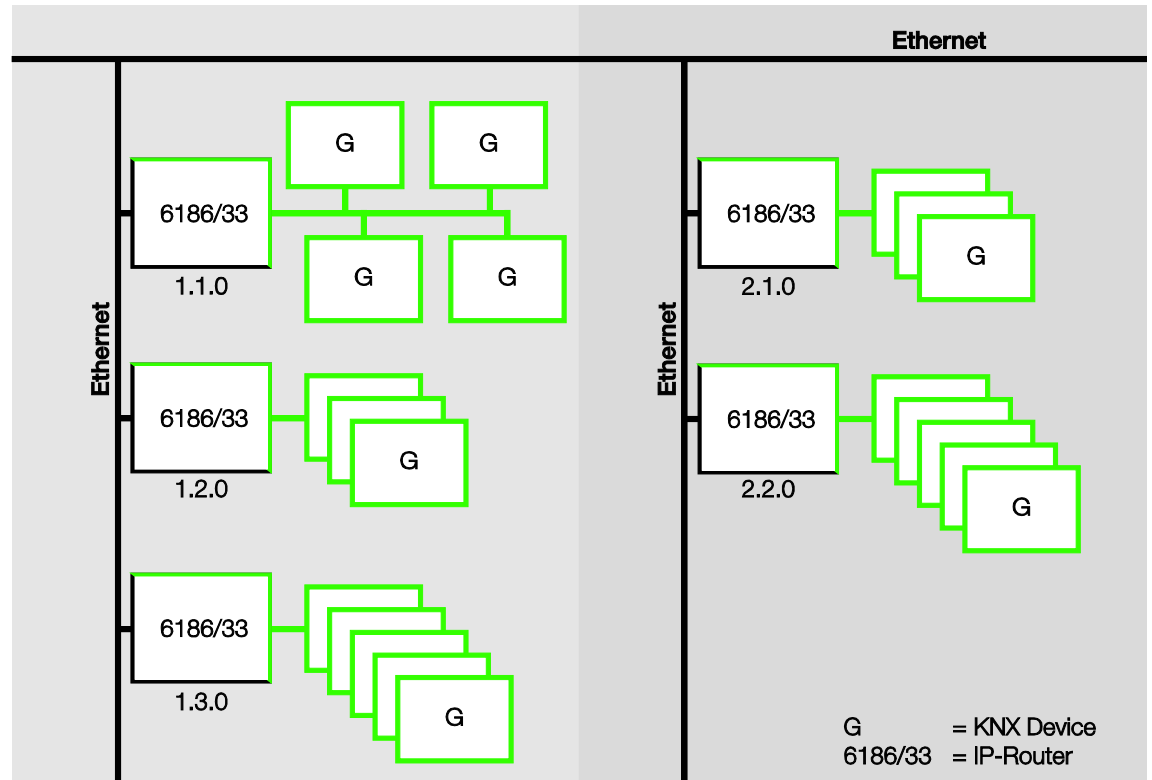 Ethernet
G
G
6186/33
G
G
1.1.0
Ethernet
6186/33
G
1.2.0
6186/33
G
1.3.0
6186/33
G
2.1.0
Ethernet
6186/33
G
2.2.0
G = KNX Device
6186/33 = IP-Router